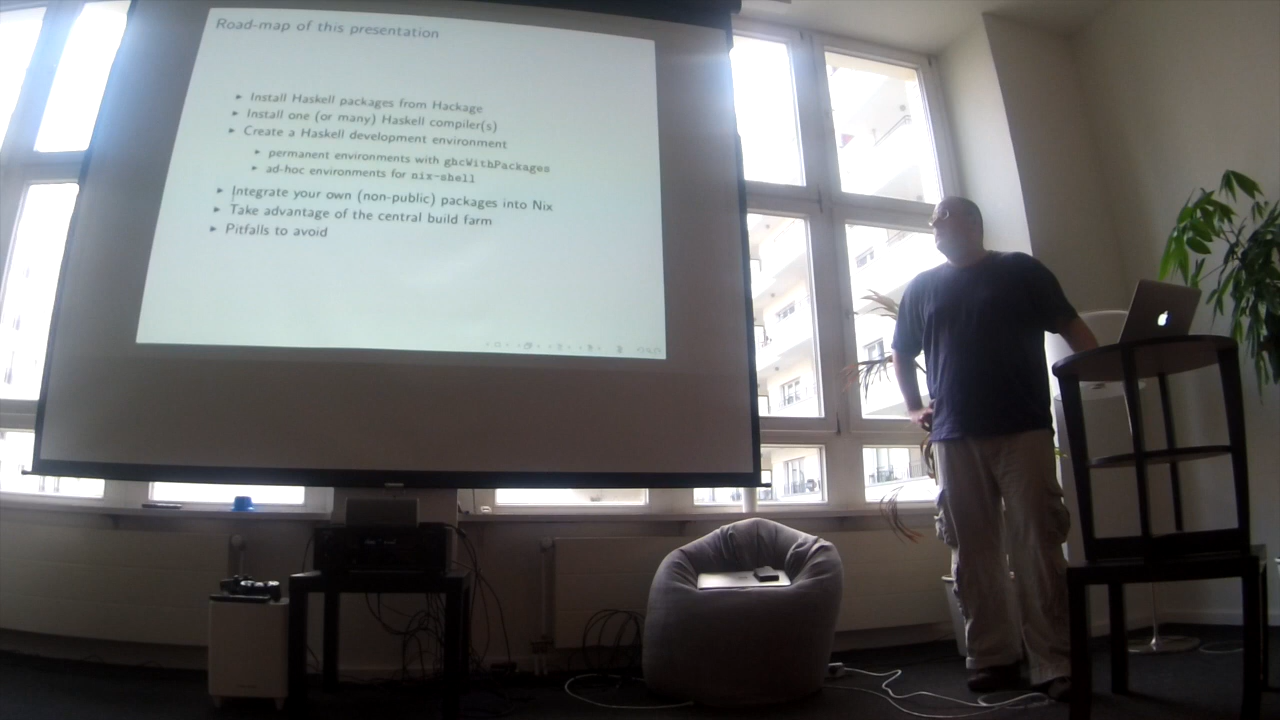 Road-map of this presentation
▸ Install Haskell packages from Hackage
▸ Install one (or many) Haskell compiler(s)
▸ Create a Haskell development environment
▸ permanent environments with ghcWithPackages
▸ ad-hoc environments for nix-shell
▸ Integrate your own (non-public) packages into Nix
▸ Take advantage of the central build farm
▸ Pitfalls to avoid